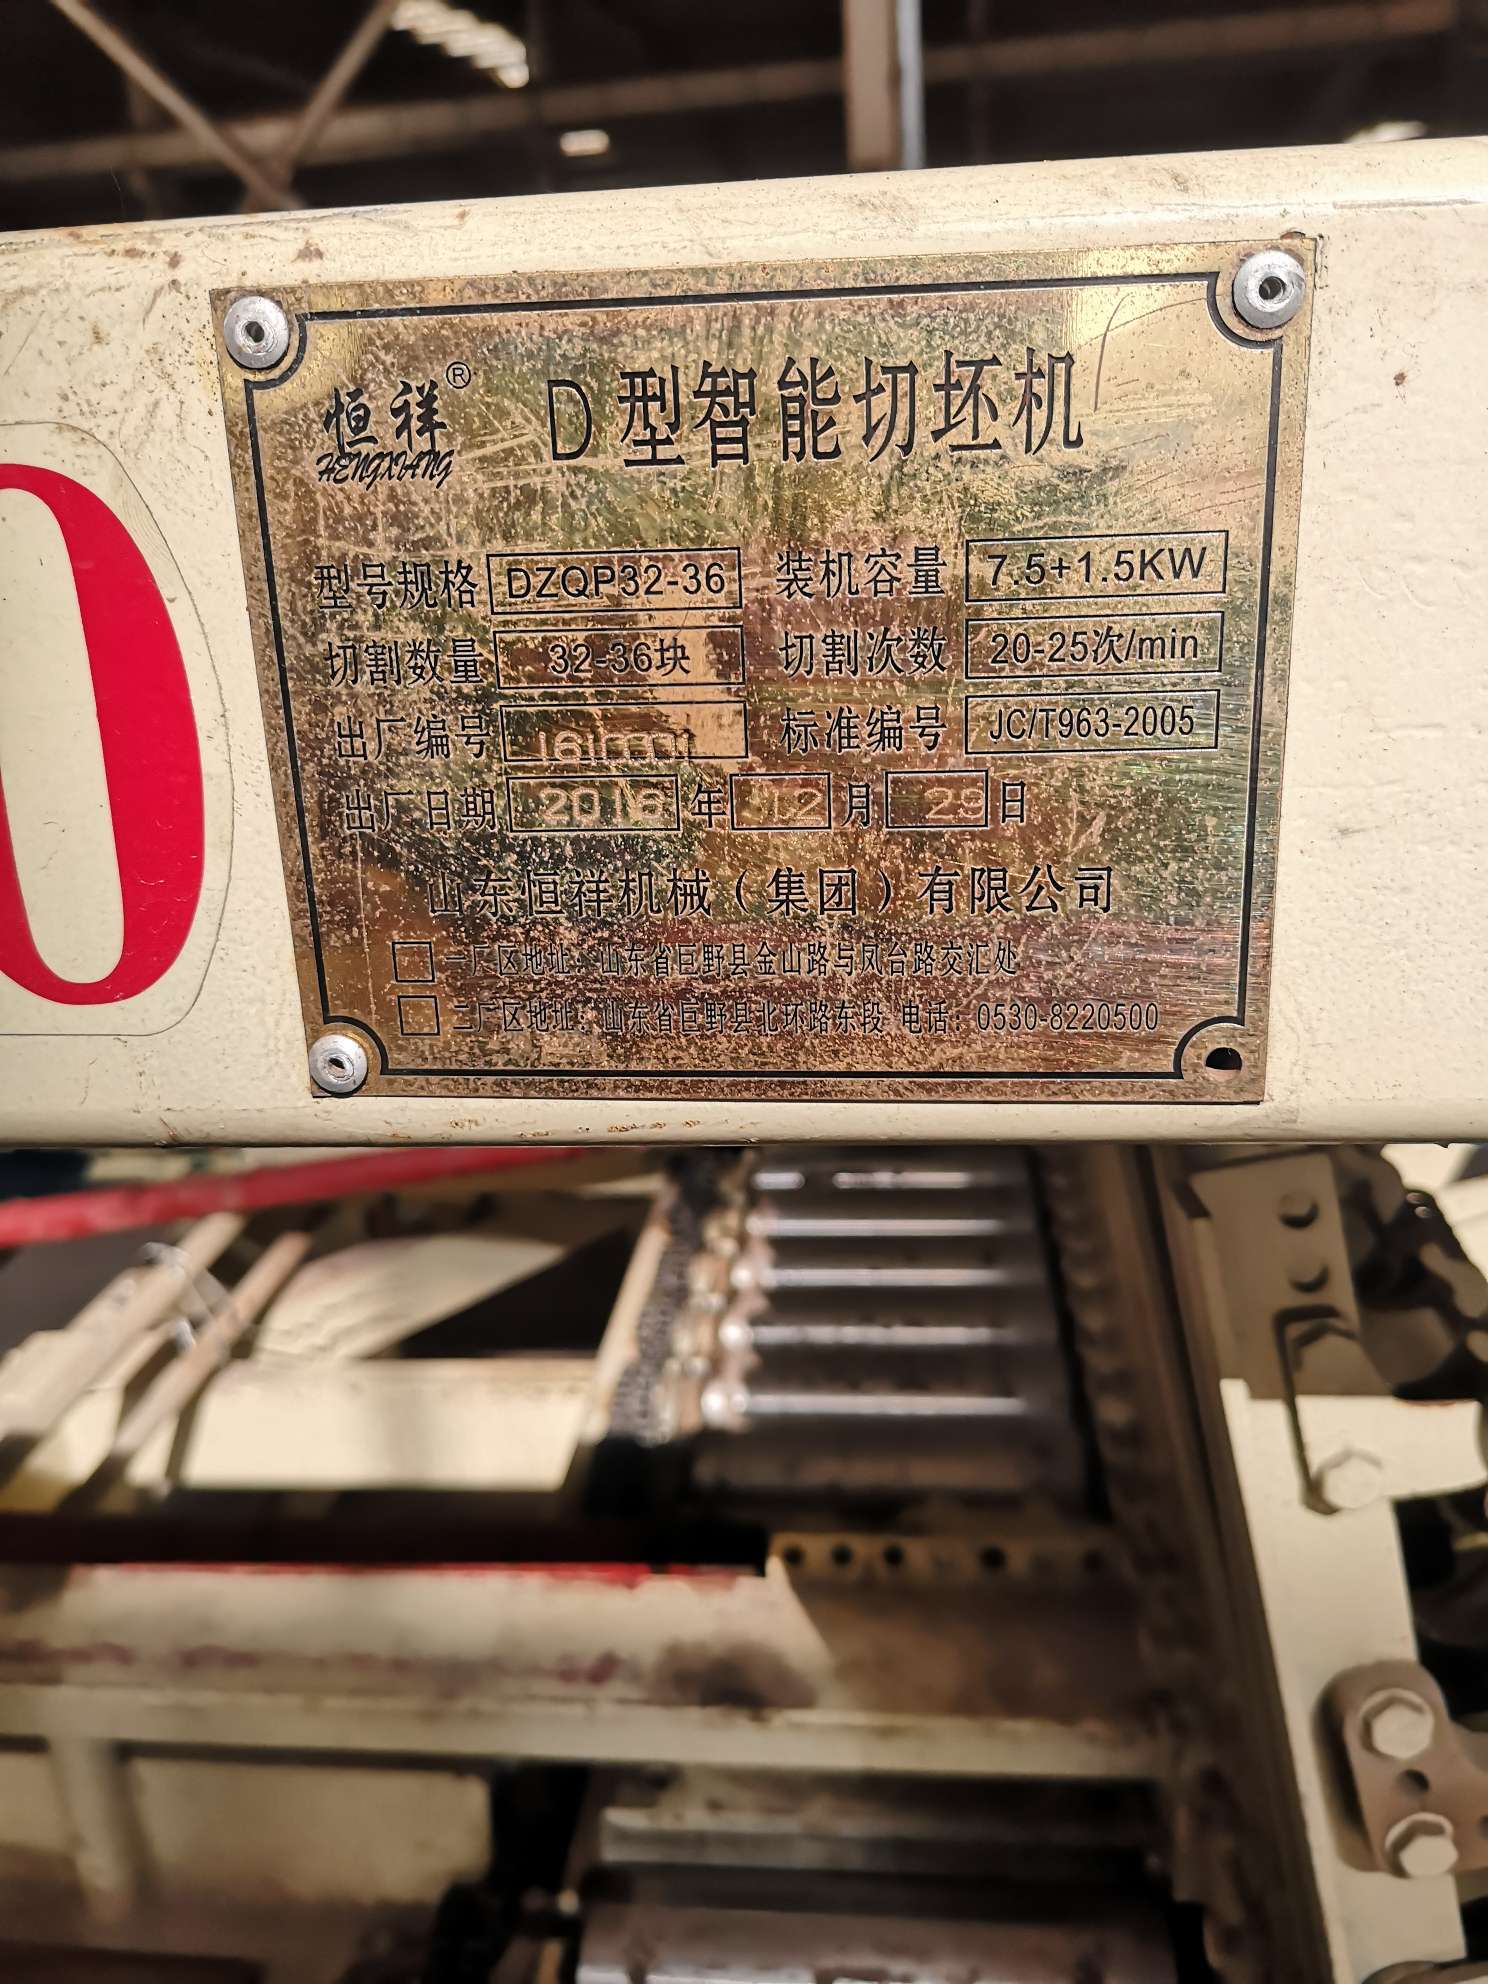 恒祥® D型智能切坯机
HENGXIANG
型号规格 DZQP32-36 装机容量 7.5+1.5KW
切割数量 32-36块 切割次数 20-25次/min
出厂编号 标准编号 JC/T963-2005
出厂日期 2016 年 12 月 29 日
山东恒祥机械(集团)有限公司
一厂区地址：山东省巨野县金山路与凤台路交汇处
二厂区地址：山东省巨野县北环路东段 电话：0530-8220500
0